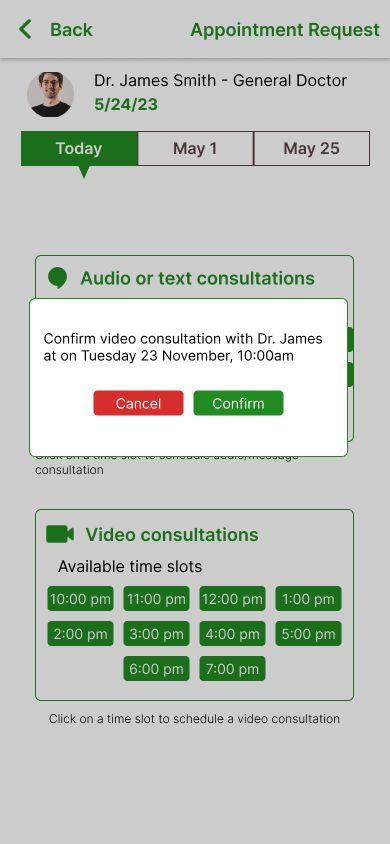 Back
Appointment Request
Dr. James Smith - General Doctor
5/24/23
Today
May 1
May 25
Audio or text consultations
Confirm video consultation with Dr. James
at on Tuesday 23 November, 10:00am
Cancel
Confirm
Click on a time slot to schedule audio/message
consultation
Video consultations
Available time slots
10:00 pm
11:00 pm
12:00 pm
1:00 pm
2:00 pm
3:00 pm
4:00 pm
5:00 pm
6:00 pm
7:00 pm
Click on a time slot to schedule a video consultation